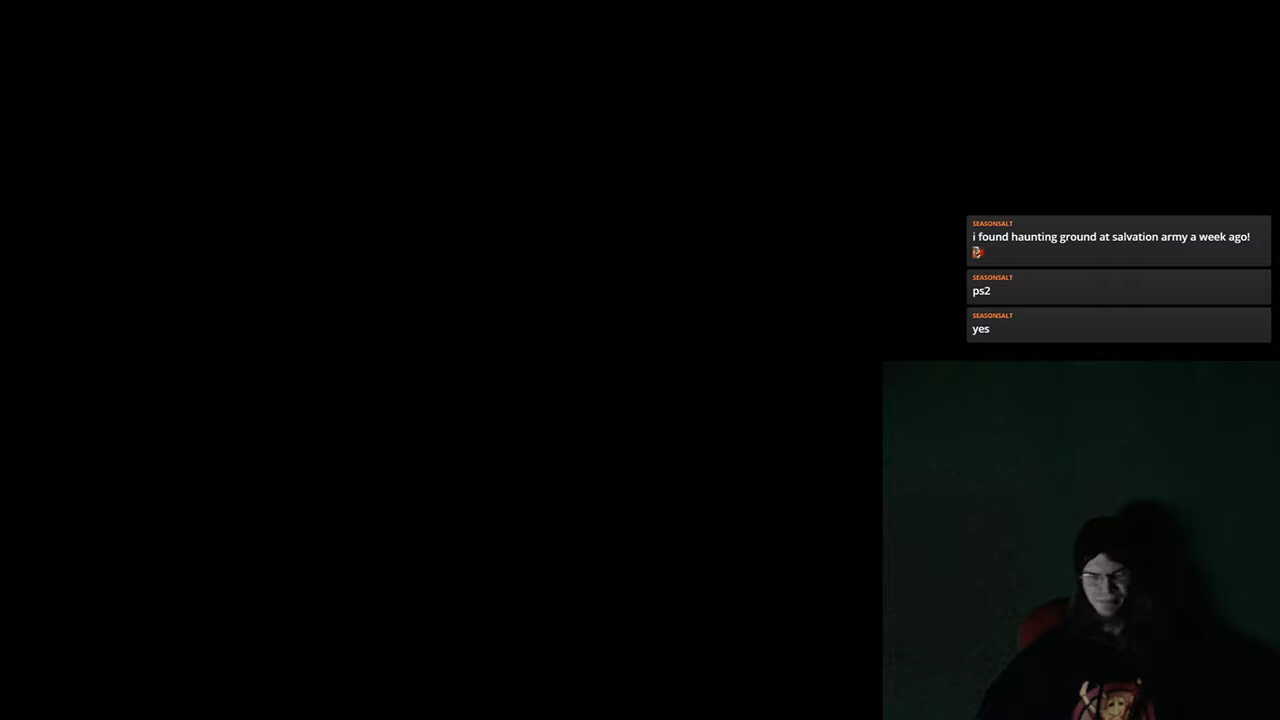 SEASONSALT
i found haunting ground at salvation army a week ago!
SEASONSALT
ps2
SEASONSALT
yes